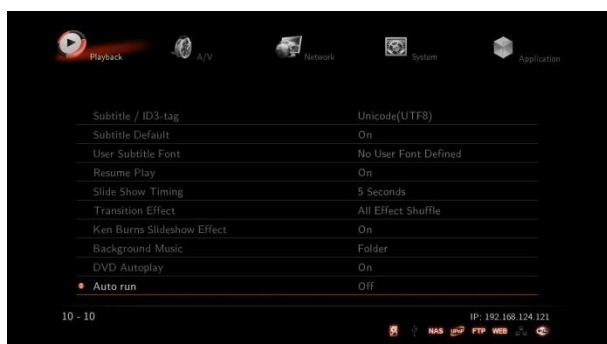 Playback A/V Network System Application
Subtitle / ID3-tag Unicode(UTF8)
Subtitle Default On
User Subtitle Font No User Font Defined
Resume Play On
Slide Show Timing 5 Seconds
Transition Effect All Effect Shuffle
Ken Burns Slideshow Effect On
Background Music Folder
DVD Autoplay On
Auto run Off
10 - 10 IP: 192.168.124.121
NAS UPnP FTP WEB